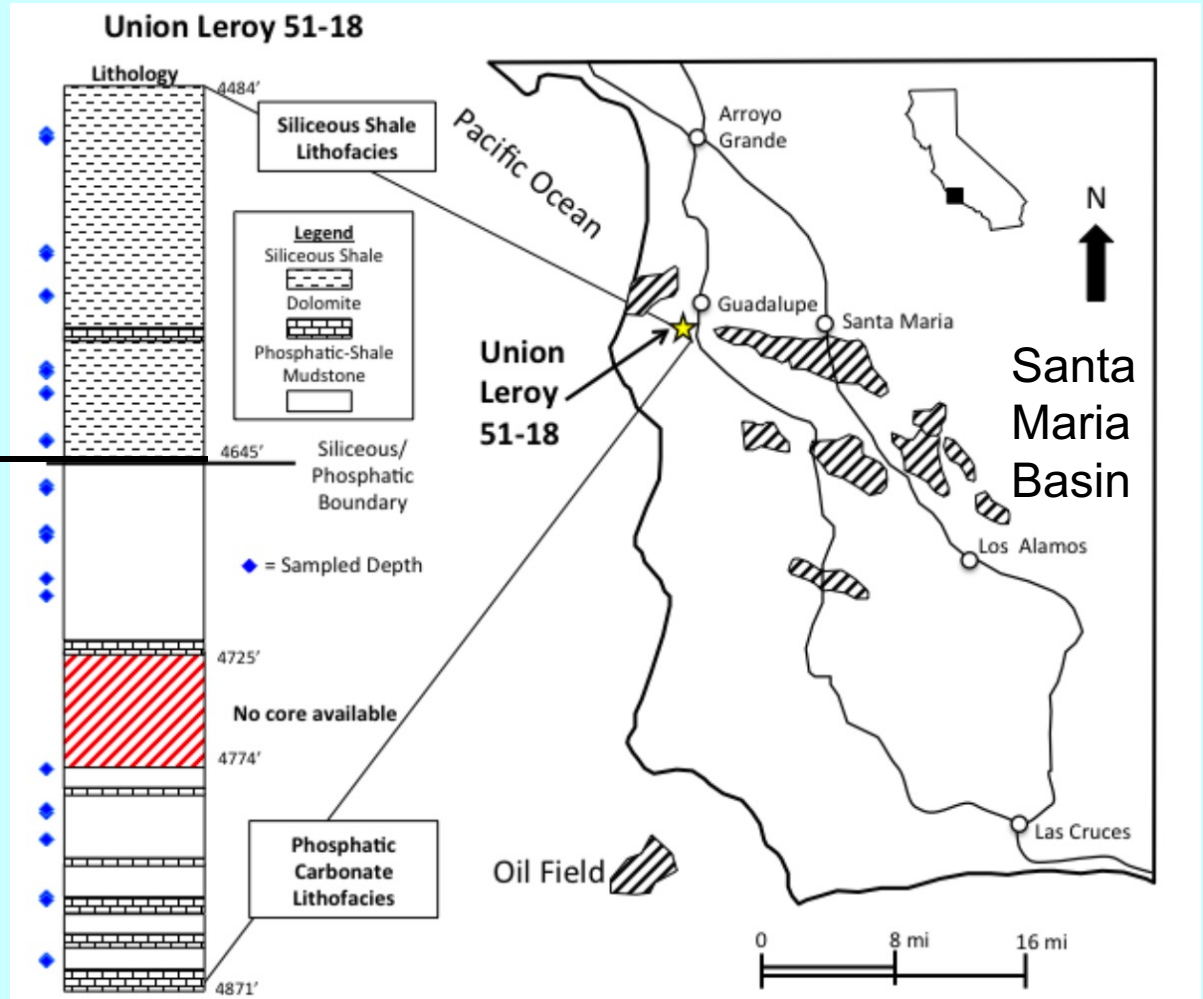 Union Leroy 51-18
Lithology
4484’
Siliceous Shale
Lithofacies
Legend
Siliceous Shale
Dolomite
Phosphatic-Shale
Mudstone
4645’
Siliceous/
Phosphatic
Boundary
= Sampled Depth
4725’
No core available
4774’
Phosphatic
Carbonate
Lithofacies
4871’
Pacific Ocean
Arroyo
Grande
N
Guadalupe
Santa Maria
Union
Leroy
51-18
Santa
Maria
Basin
Los Alamos
Las Cruces
Oil Field
0 8 mi 16 mi